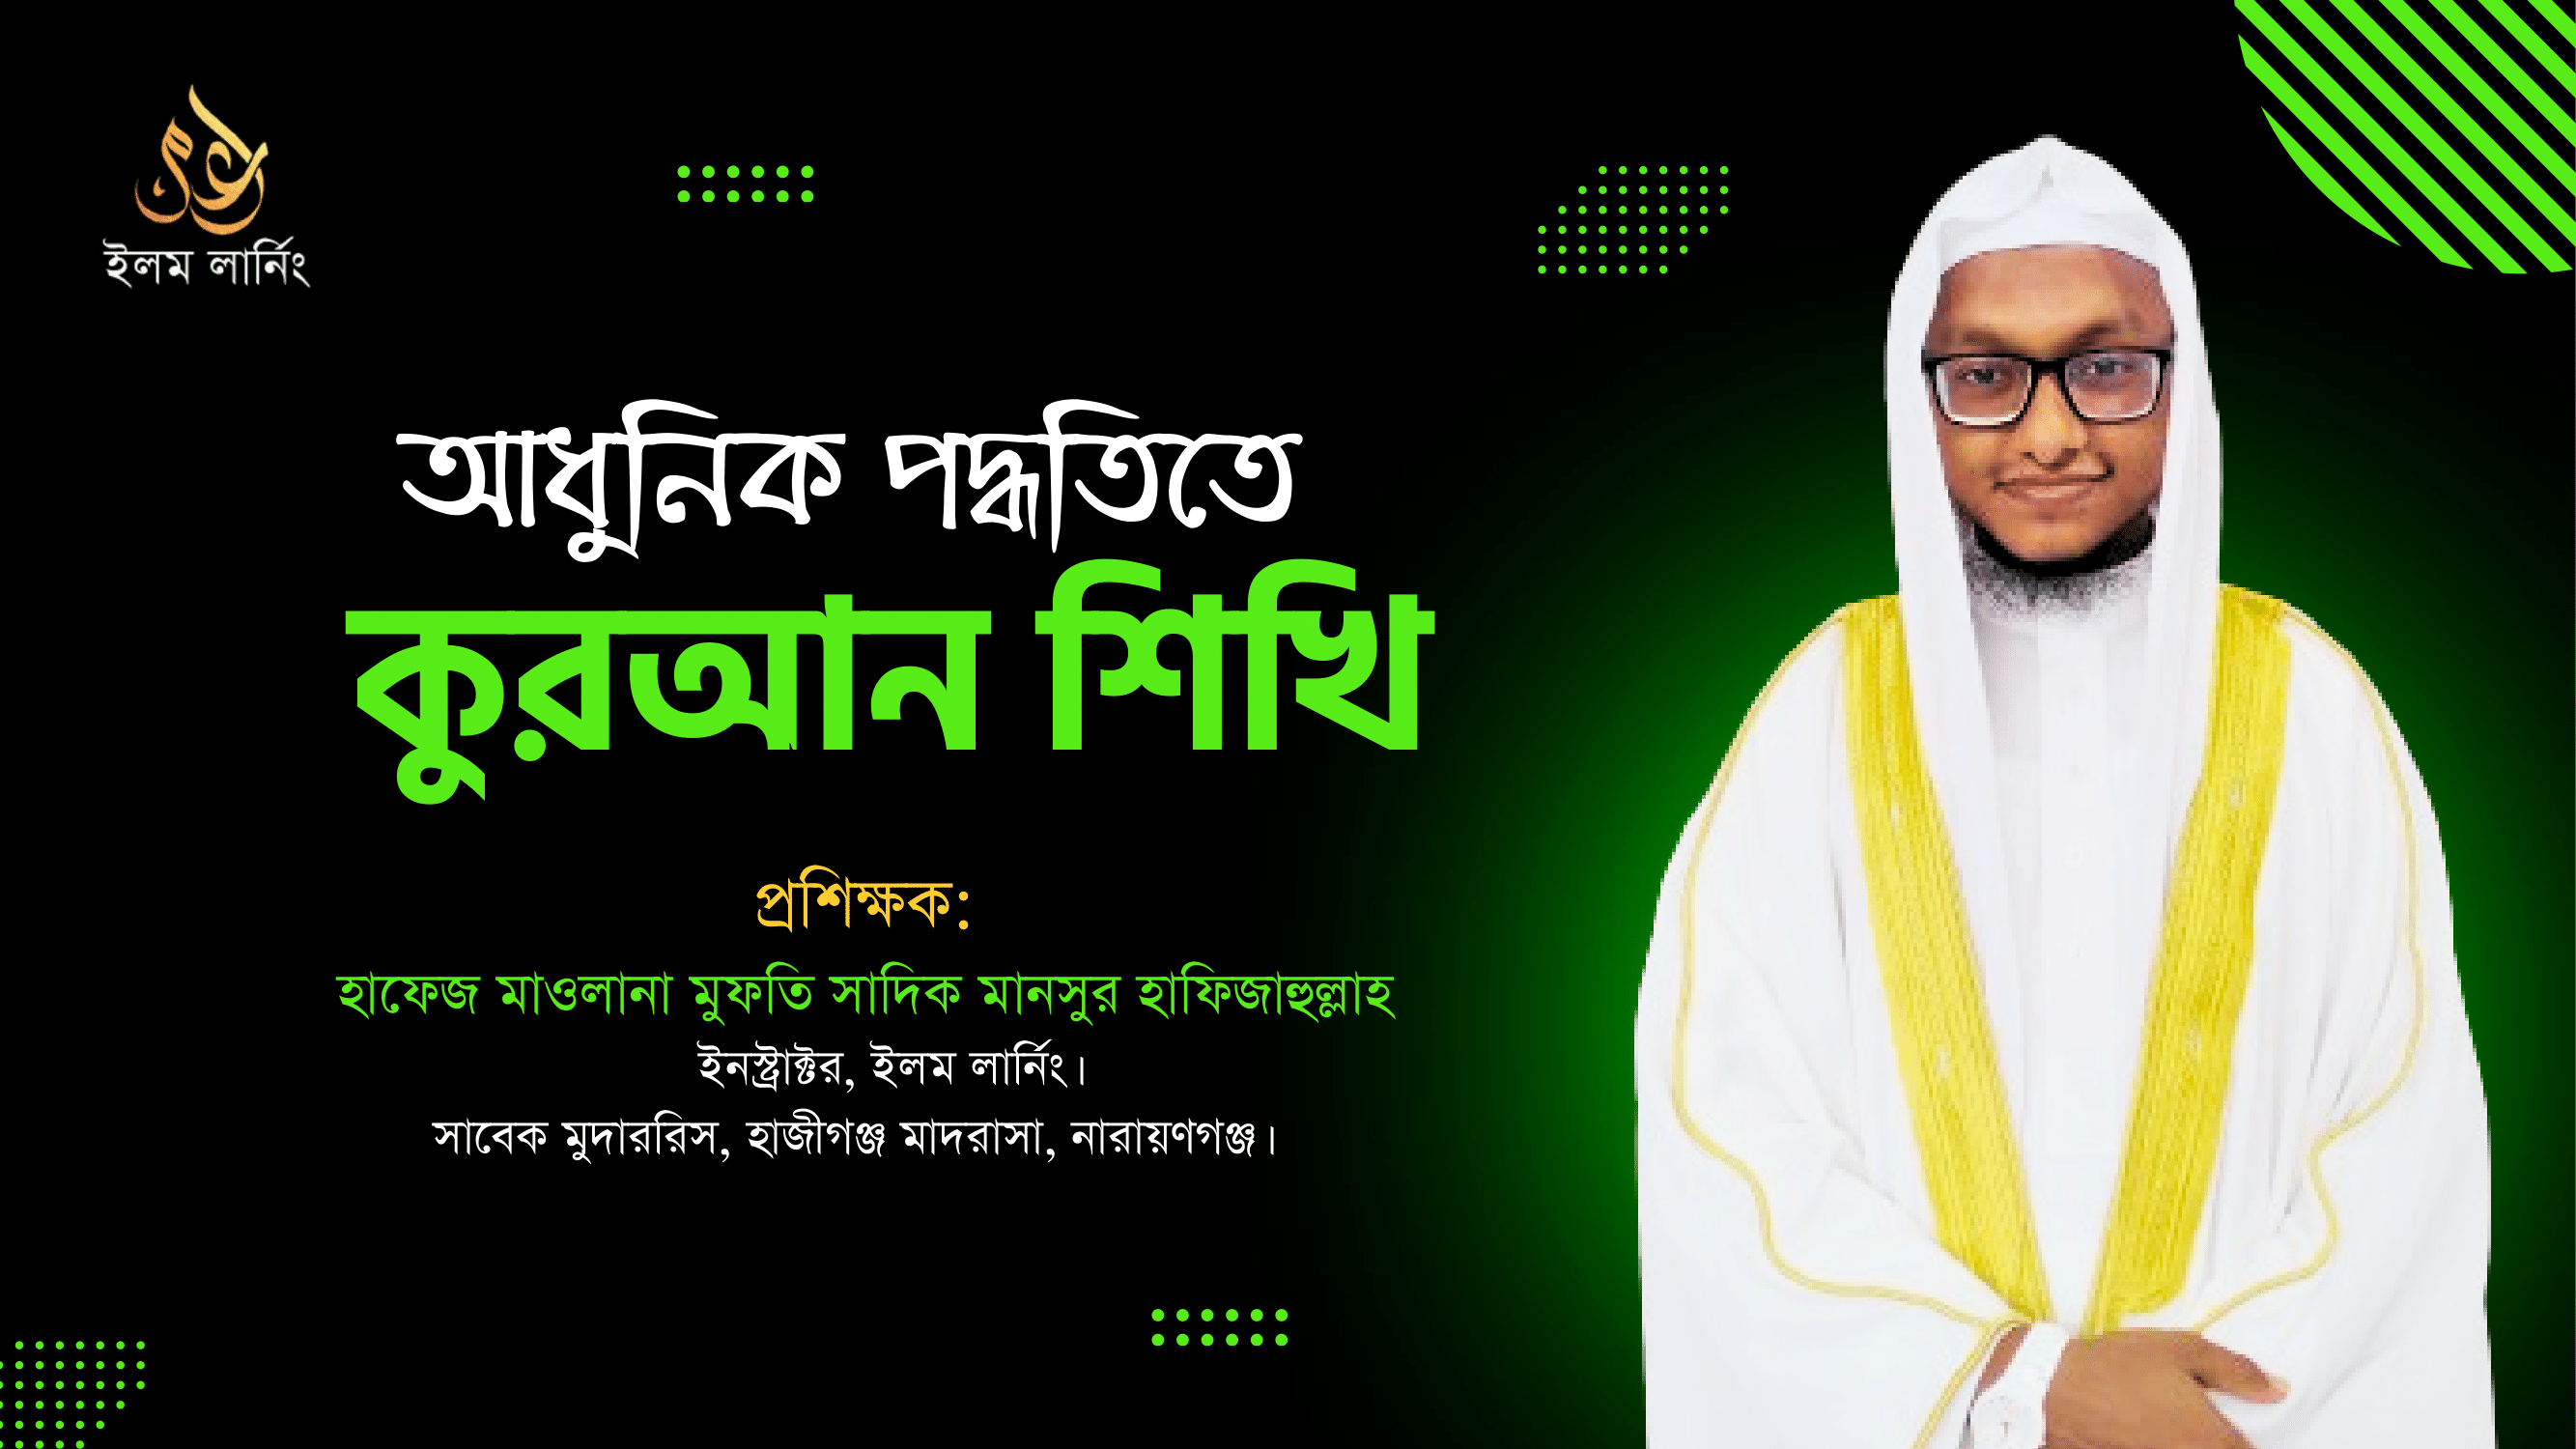 ইলম লার্নিং
আধুনিক পদ্ধতিতে
কুরআন শিখি
প্রশিক্ষক:
হাফেজ মাওলানা মুফতি সাদিক মানসুর হাফিজাহুল্লাহ
ইনস্ট্রাক্টর, ইলম লার্নিং।
সাবেক মুদাররিস, হাজীগঞ্জ মাদরাসা, নারায়ণগঞ্জ।